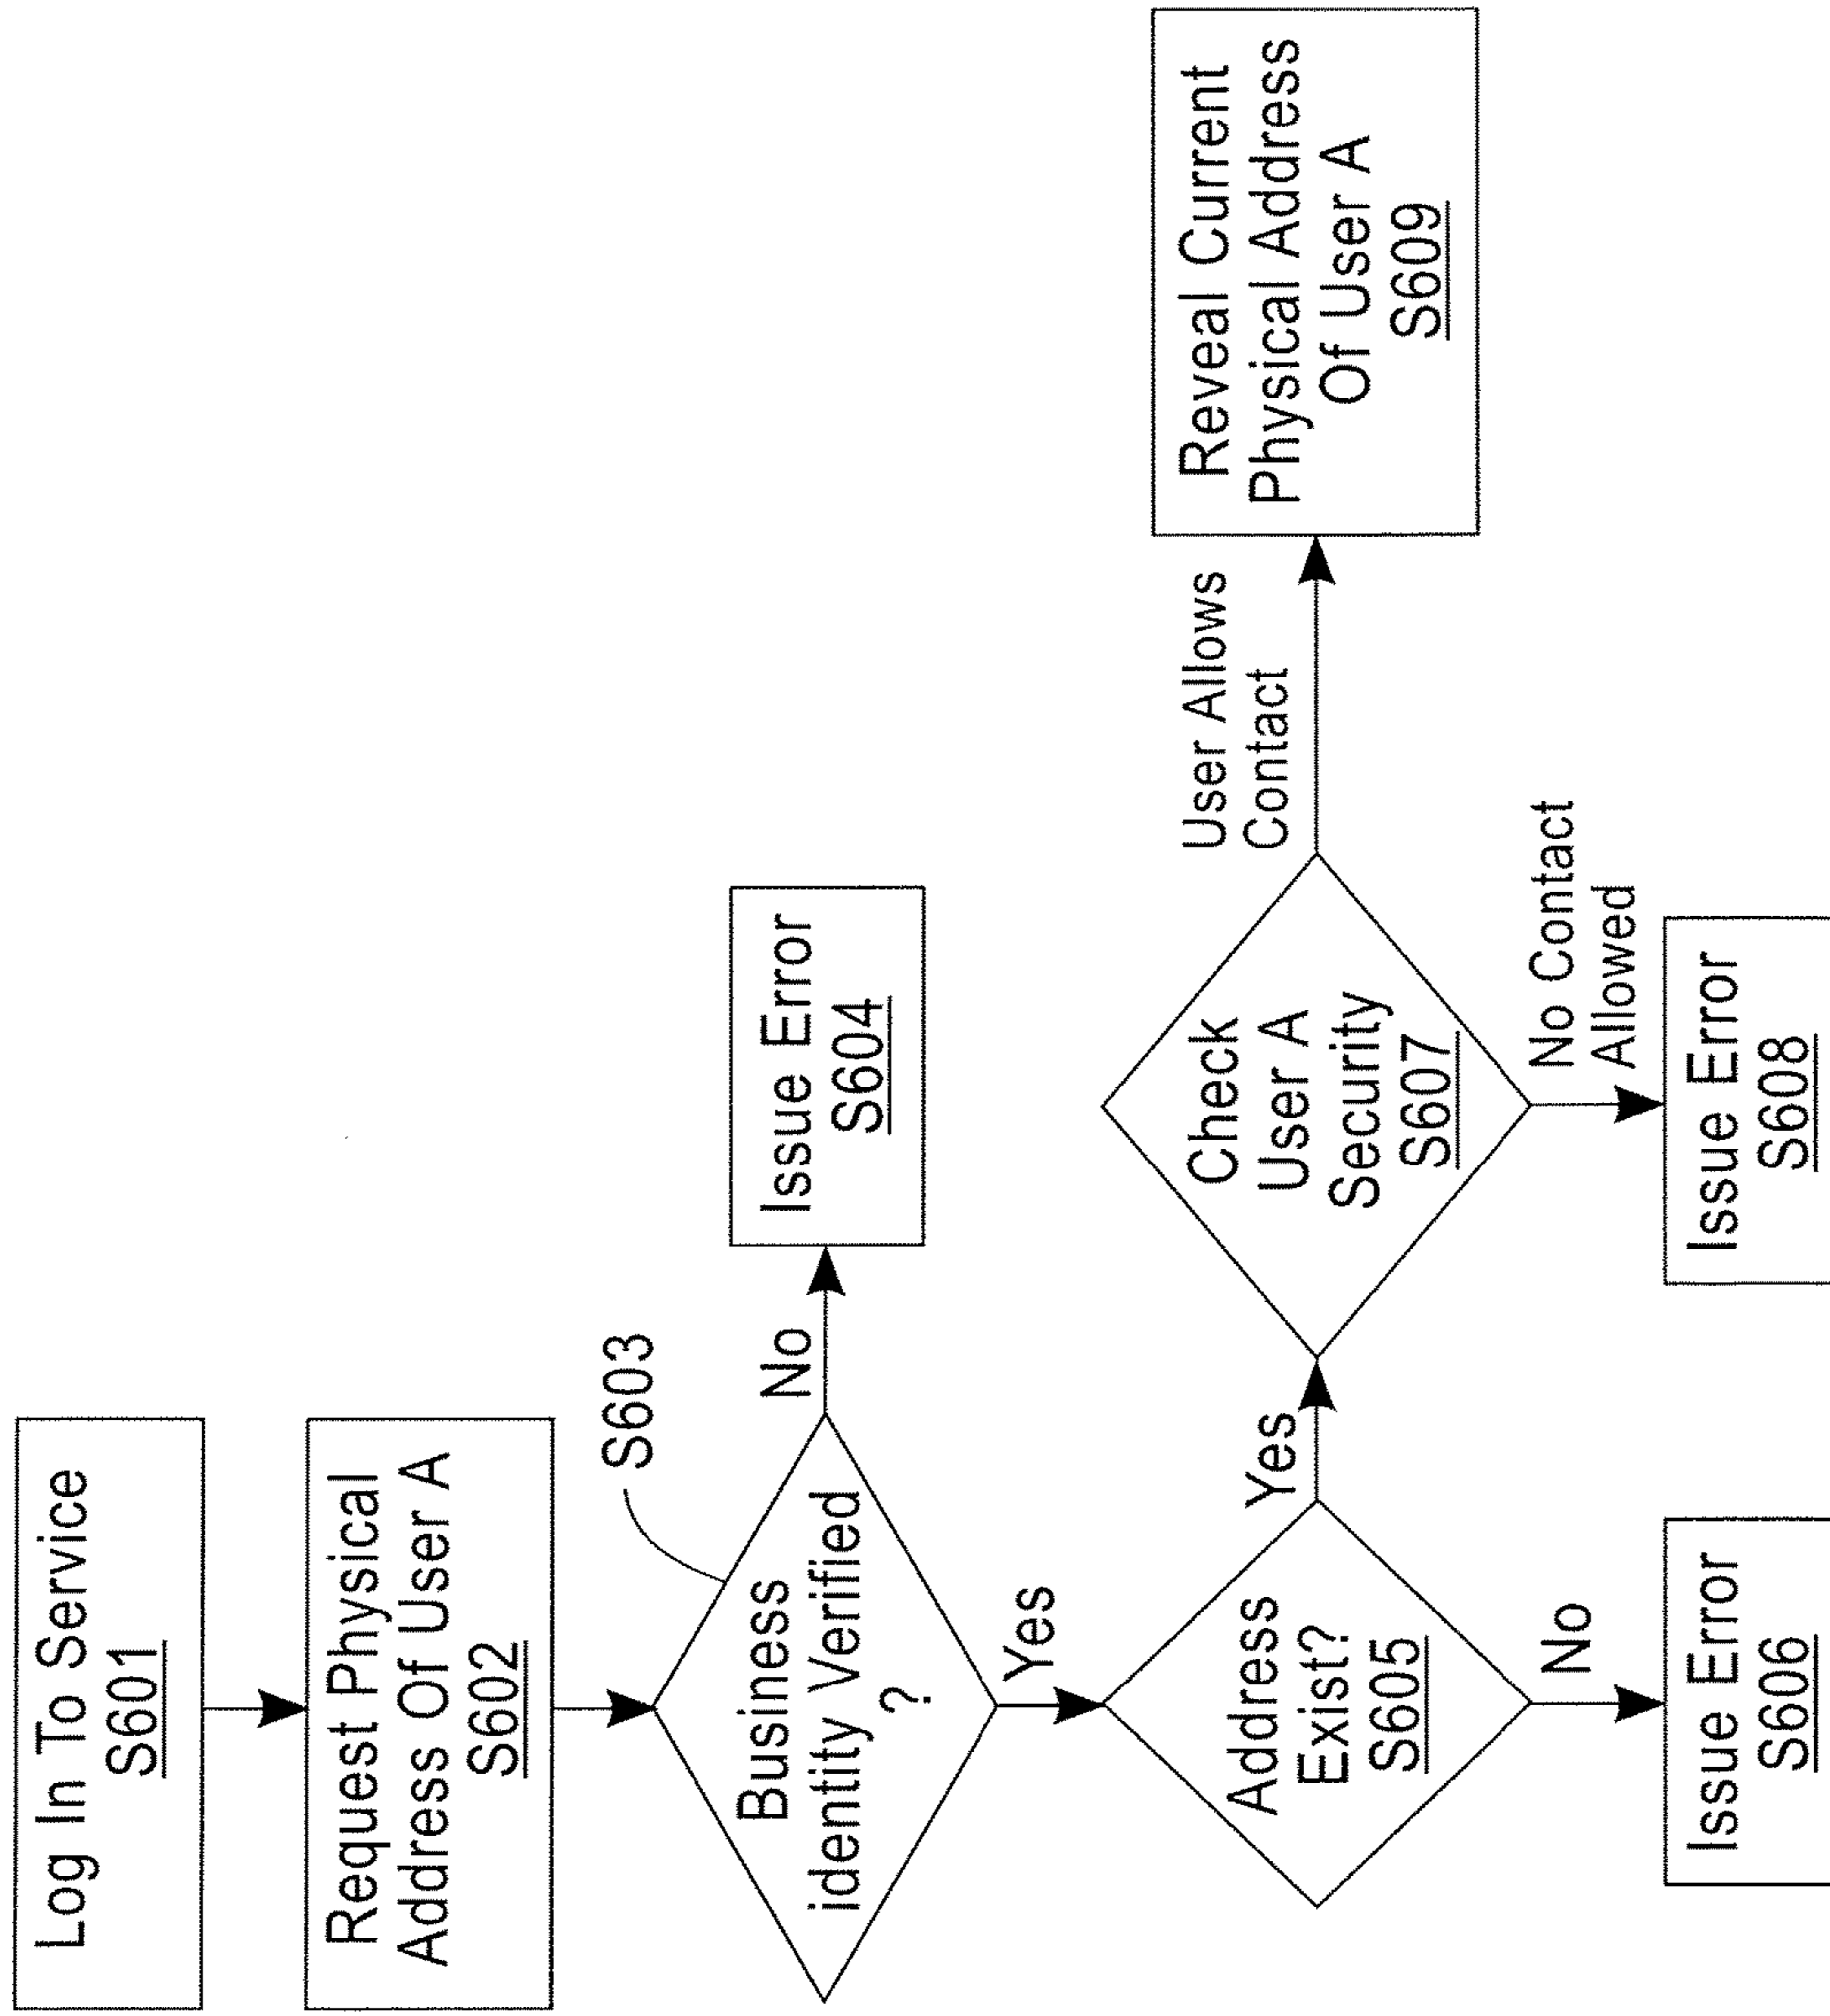 Log In To Service
S601
Request Physical
Address Of User A
S602
S603
Business
identity Verified
?
No
Issue Error
S604
Yes
Address
Exist?
S605
No
Issue Error
S606
Yes
Check
User A
Security
S607
No Contact
Allowed
Issue Error
S608
User Allows
Contact
Reveal Current
Physical Address
Of User A
S609